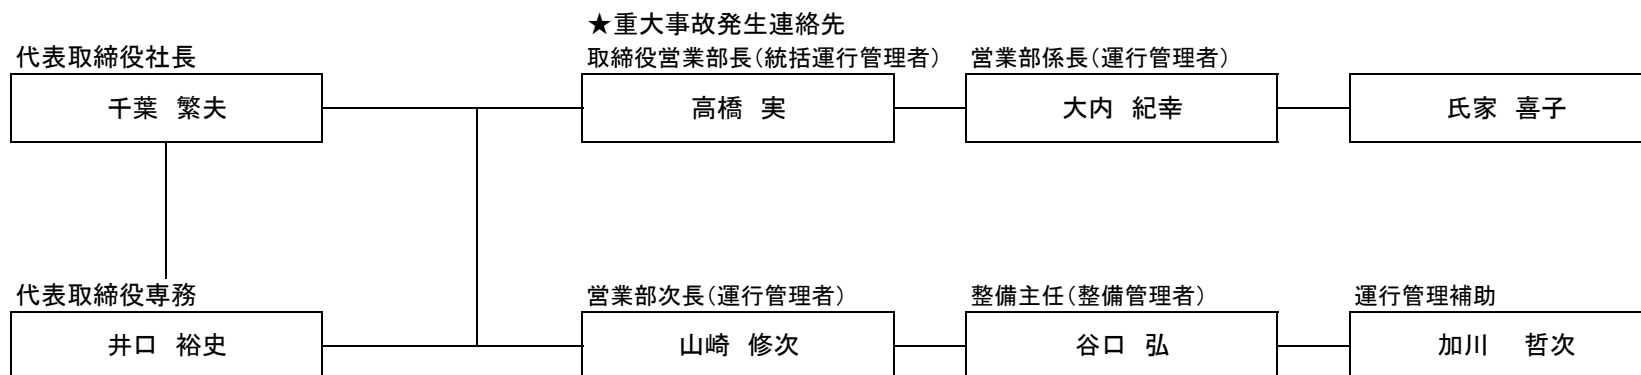 ★重大事故発生連絡先
代表取締役社長 取締役営業部長(統括運行管理者) 営業部係長(運行管理者)
千葉 繁夫 高橋 実 大内 紀幸 氏家 喜子
代表取締役専務 営業部次長(運行管理者) 整備主任(整備管理者) 運行管理補助
井口 裕史 山崎 修次 谷口 弘 加川 哲次